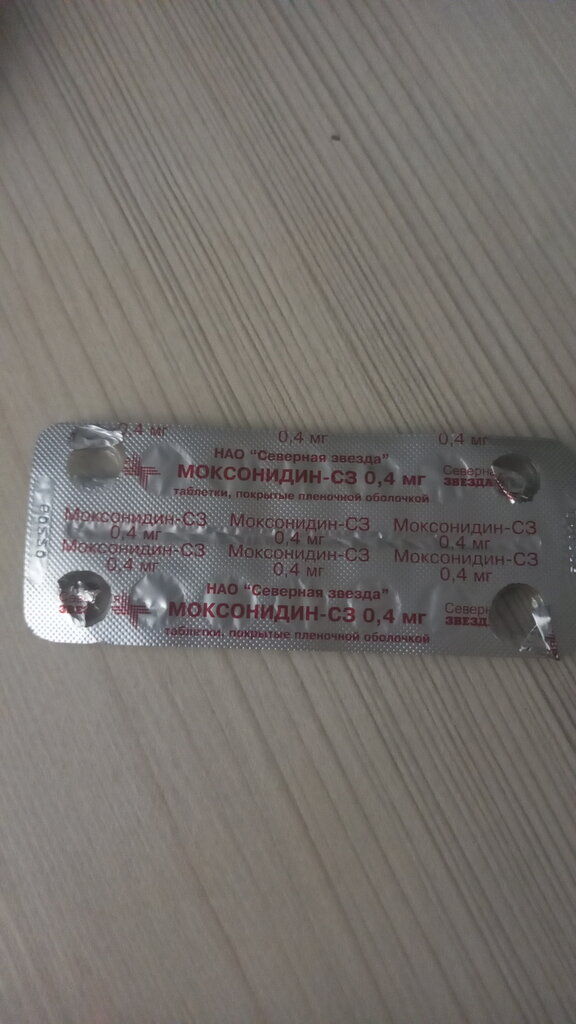 0,4 мг 0,4 мг 0,4 мг
НАО "Северная звезда"
МОКСОНИДИН-СЗ 0,4 мг
ЗВЕЗДА
таблетки, покрытые пленочной оболочкой
Моксонидин-СЗ Моксонидин-СЗ Моксонидин-СЗ
0,4 мг 0,4 мг 0,4 мг
Моксонидин-СЗ Моксонидин-СЗ Моксонидин-СЗ
0,4 мг 0,4 мг 0,4 мг
НАО "Северная звезда"
МОКСОНИДИН-СЗ 0,4 мг
таблетки, покрытые пленочной оболочкой